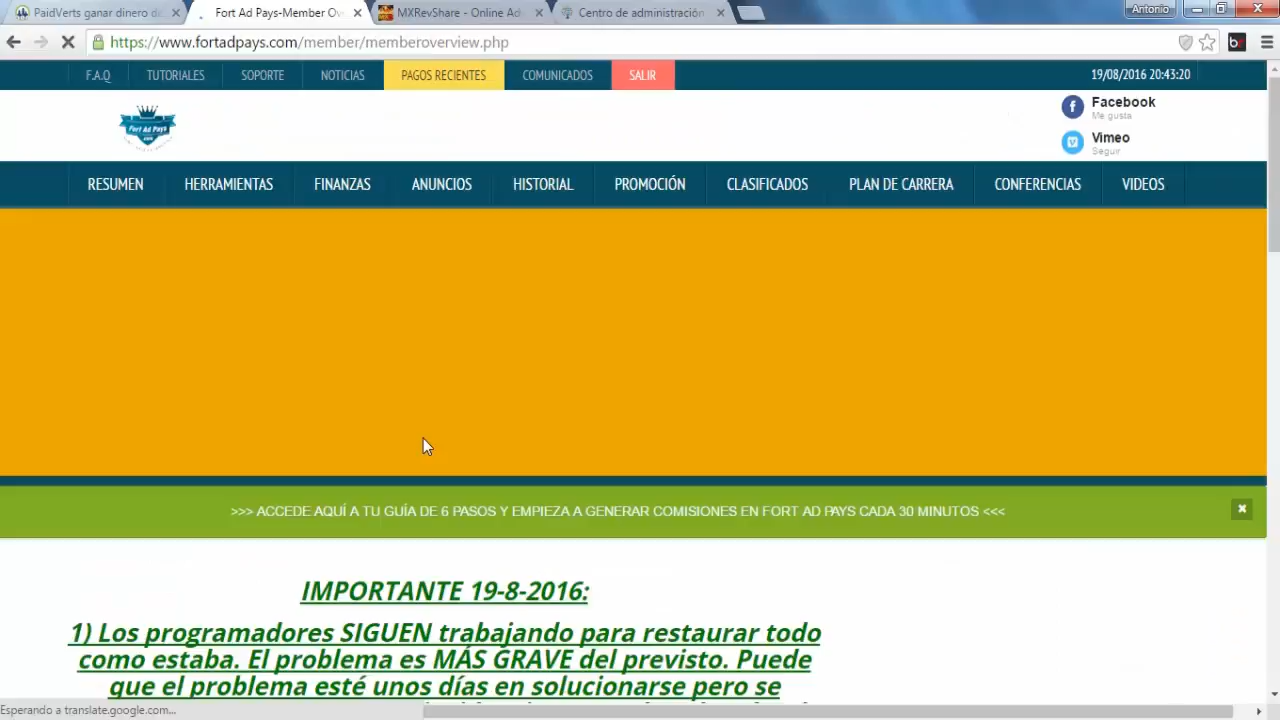 PaidVerts ganar dinero de
Fort Ad Pays-Member Ov
MXRevShare - Online Ad
Centro de administración
Antonio
https://www.fortadpays.com/member/memberoverview.php
F.A.Q
TUTORIALES
SOPORTE
NOTICIAS
PAGOS RECIENTES
COMUNICADOS
SALIR
19/08/2016 20:43:20
Fort Ad Pays
Facebook
Me gusta
Vimeo
Seguir
RESUMEN
HERRAMIENTAS
FINANZAS
ANUNCIOS
HISTORIAL
PROMOCIÓN
CLASIFICADOS
PLAN DE CARRERA
CONFERENCIAS
VIDEOS
>>> ACCEDE AQUÍ A TU GUÍA DE 6 PASOS Y EMPIEZA A GENERAR COMISIONES EN FORT AD PAYS CADA 30 MINUTOS <<<
IMPORTANTE 19-8-2016:
1) Los programadores SIGUEN trabajando para restaurar todo
como estaba. El problema es MÁS GRAVE del previsto. Puede
que el problema esté unos días en solucionarse pero se
Esperando a translate.google.com...